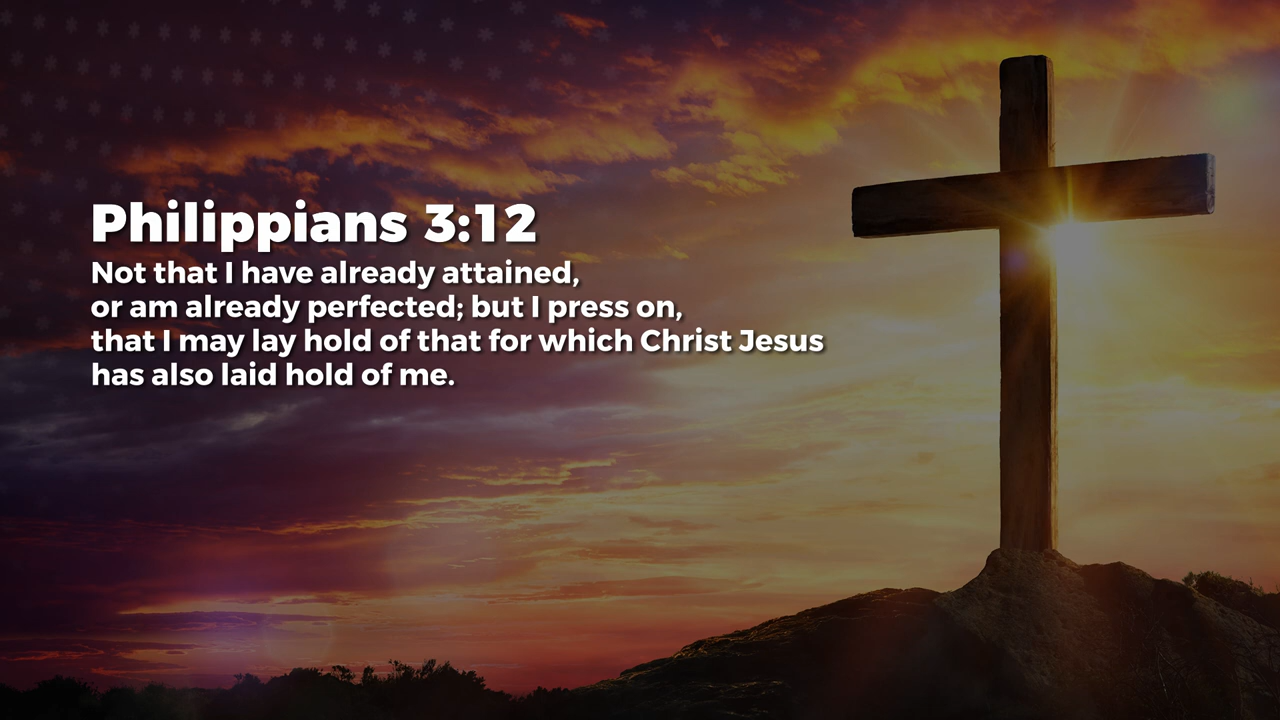 Philippians 3:12
Not that I have already attained,
or am already perfected; but I press on,
that I may lay hold of that for which Christ Jesus
has also laid hold of me.